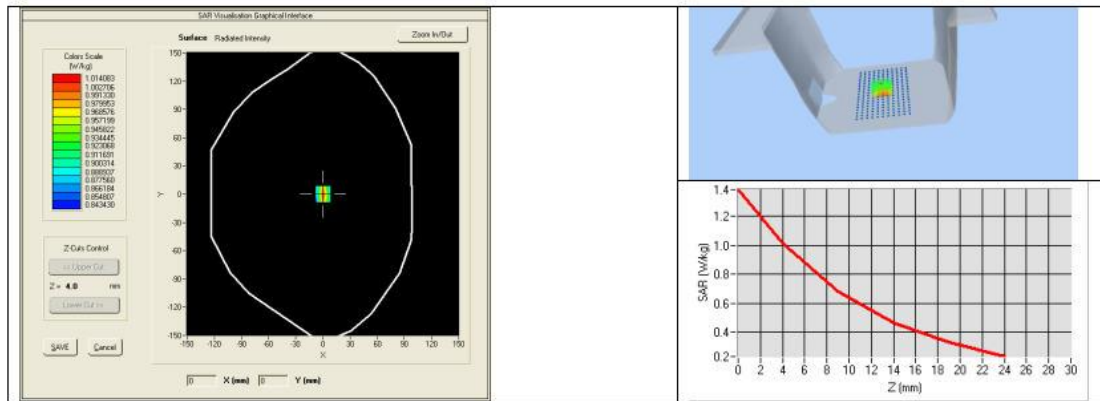 SAR Visualisation Graphical Interface
Surface Radiated Intensity
Zoom In/Out
Colors Scale
(W/kg)
1.014083
1.002706
0.991330
0.979953
0.968576
0.957199
0.945822
0.934445
0.923068
0.911691
0.900314
0.888937
0.877560
0.866184
0.854807
0.843430
Z-Cuts Control
<< Upper Cut
Z = 4.0 mm
Lower Cut >>
SAVE Cancel
150
120
90
60
30
0
-30
-60
-90
-120
-150
Y
-150 -120 -90 -60 -30 0 30 60 90 120 150
X
0 X (mm) 0 Y (mm)
1.4
1.2
1.0
0.8
0.6
0.4
0.2
SAR (W/kg)
0 2 4 6 8 10 12 14 16 18 20 22 24 26 28 30
Z (mm)